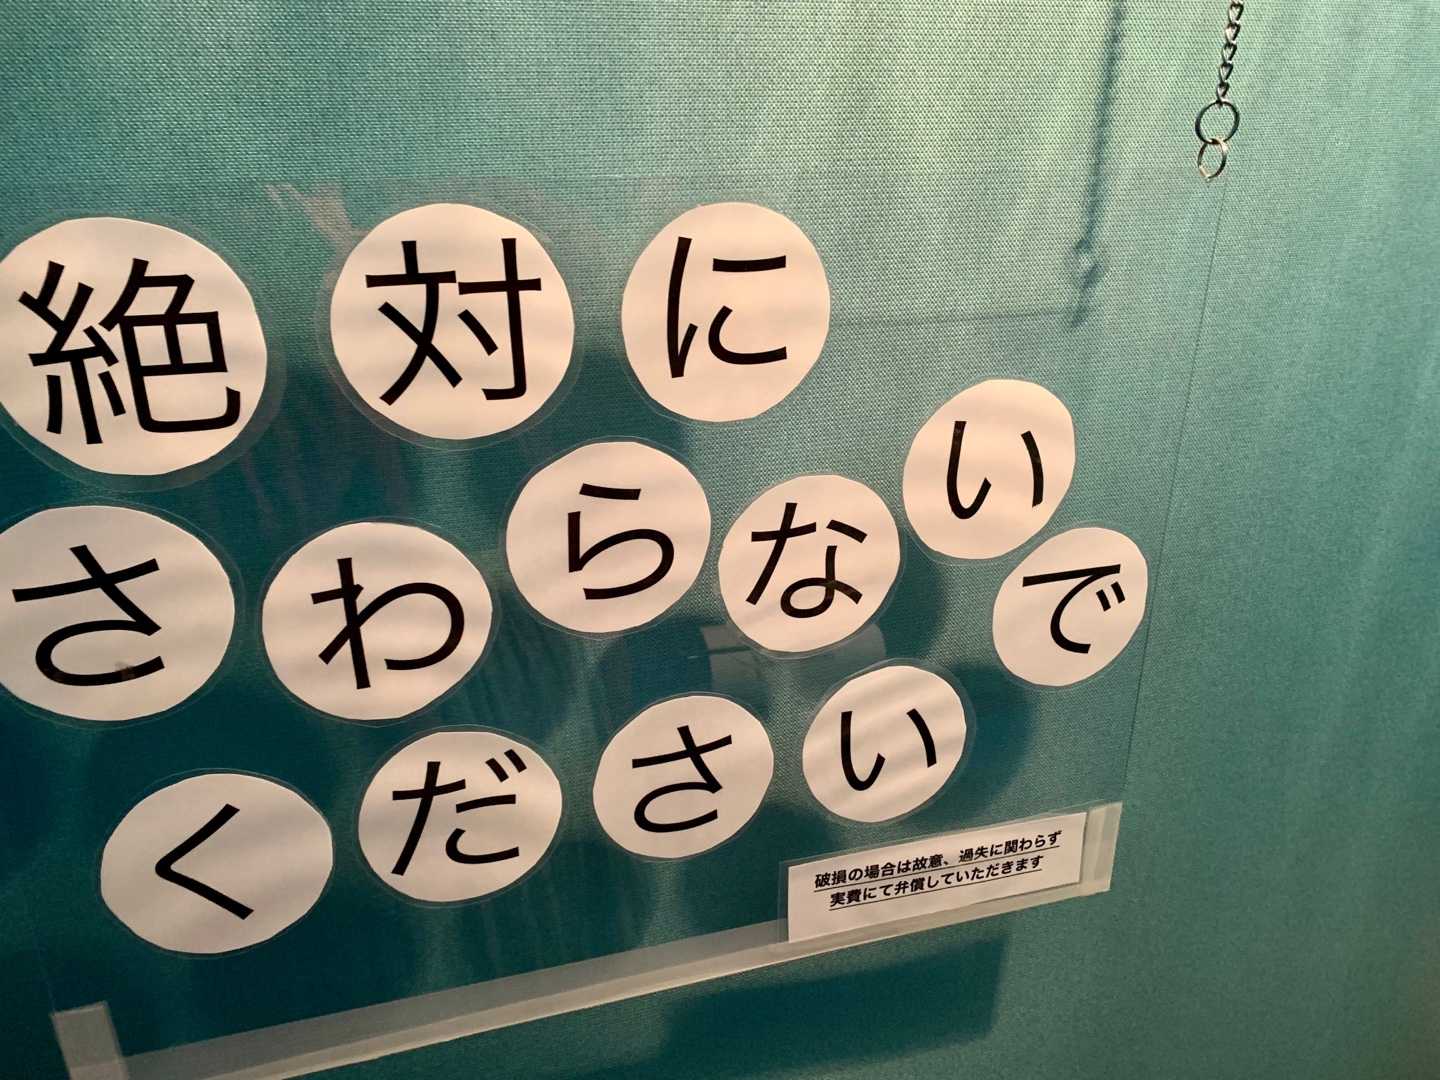 絶対に
さわらないで
ください
破損の場合は故意、過失に関わらず
実費にて弁償していただきます